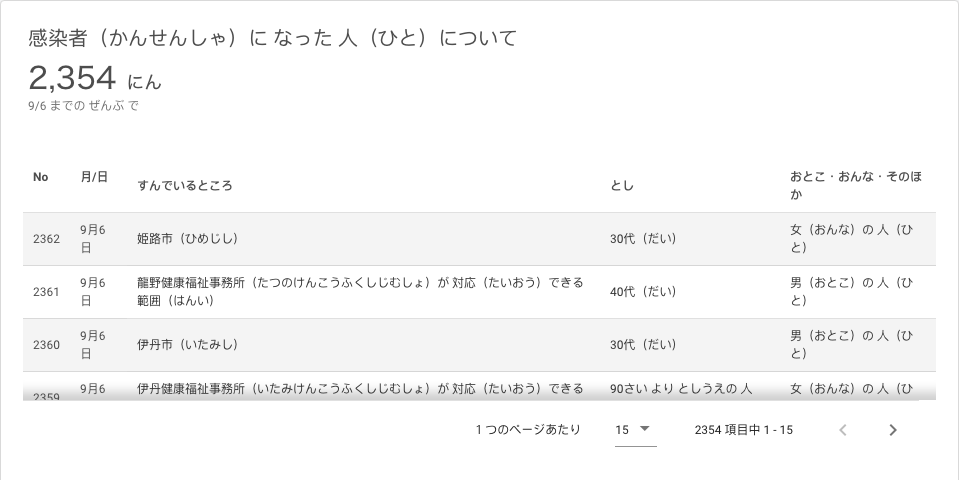 感染者（かんせんしゃ）に なった 人（ひと）について
2,354 にん
9/6 までの ぜんぶ で
No 月/日 すんでいるところ とし おとこ・おんな・そのほ
か
2362 9月6
日 姫路市（ひめじし） 30代（だい） 女（おんな）の 人（ひ
と）
2361 9月6
日 龍野健康福祉事務所（たつのけんこうふくしじむしょ）が 対応（たいおう）できる
範囲（はんい） 40代（だい） 男（おとこ）の 人（ひ
と）
2360 9月6
日 伊丹市（いたみし） 30代（だい） 男（おとこ）の 人（ひ
と）
2359 9月6 伊丹健康福祉事務所（いたみけんこうふくしじむしょ）が 対応（たいおう）できる 90さい より としうえの 人 女（おんな）の 人（ひ
1 つのページあたり 15 2354 項目中 1 - 15